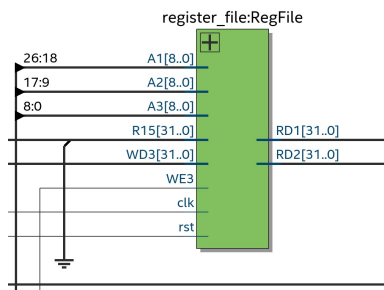 register_file:RegFile
26:18 A1[8..0]
17:9 A2[8..0]
8:0 A3[8..0]
R15[31..0] RD1[31..0]
WD3[31..0] RD2[31..0]
WE3
clk
rst